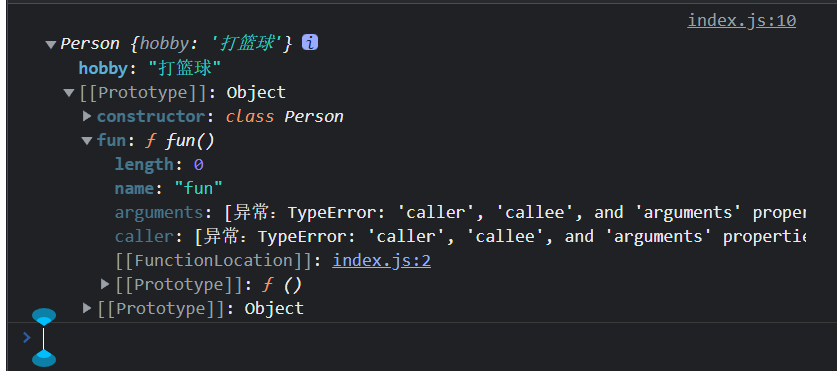 index.js:10
Person {hobby: '打篮球'} i
hobby: "打篮球"
[[Prototype]]: Object
constructor: class Person
fun: ƒ fun()
length: 0
name: "fun"
arguments: [异常: TypeError: 'caller', 'callee', and 'arguments' proper
caller: [异常: TypeError: 'caller', 'callee', and 'arguments' propertie
[[FunctionLocation]]: index.js:2
[[Prototype]]: ƒ ()
[[Prototype]]: Object